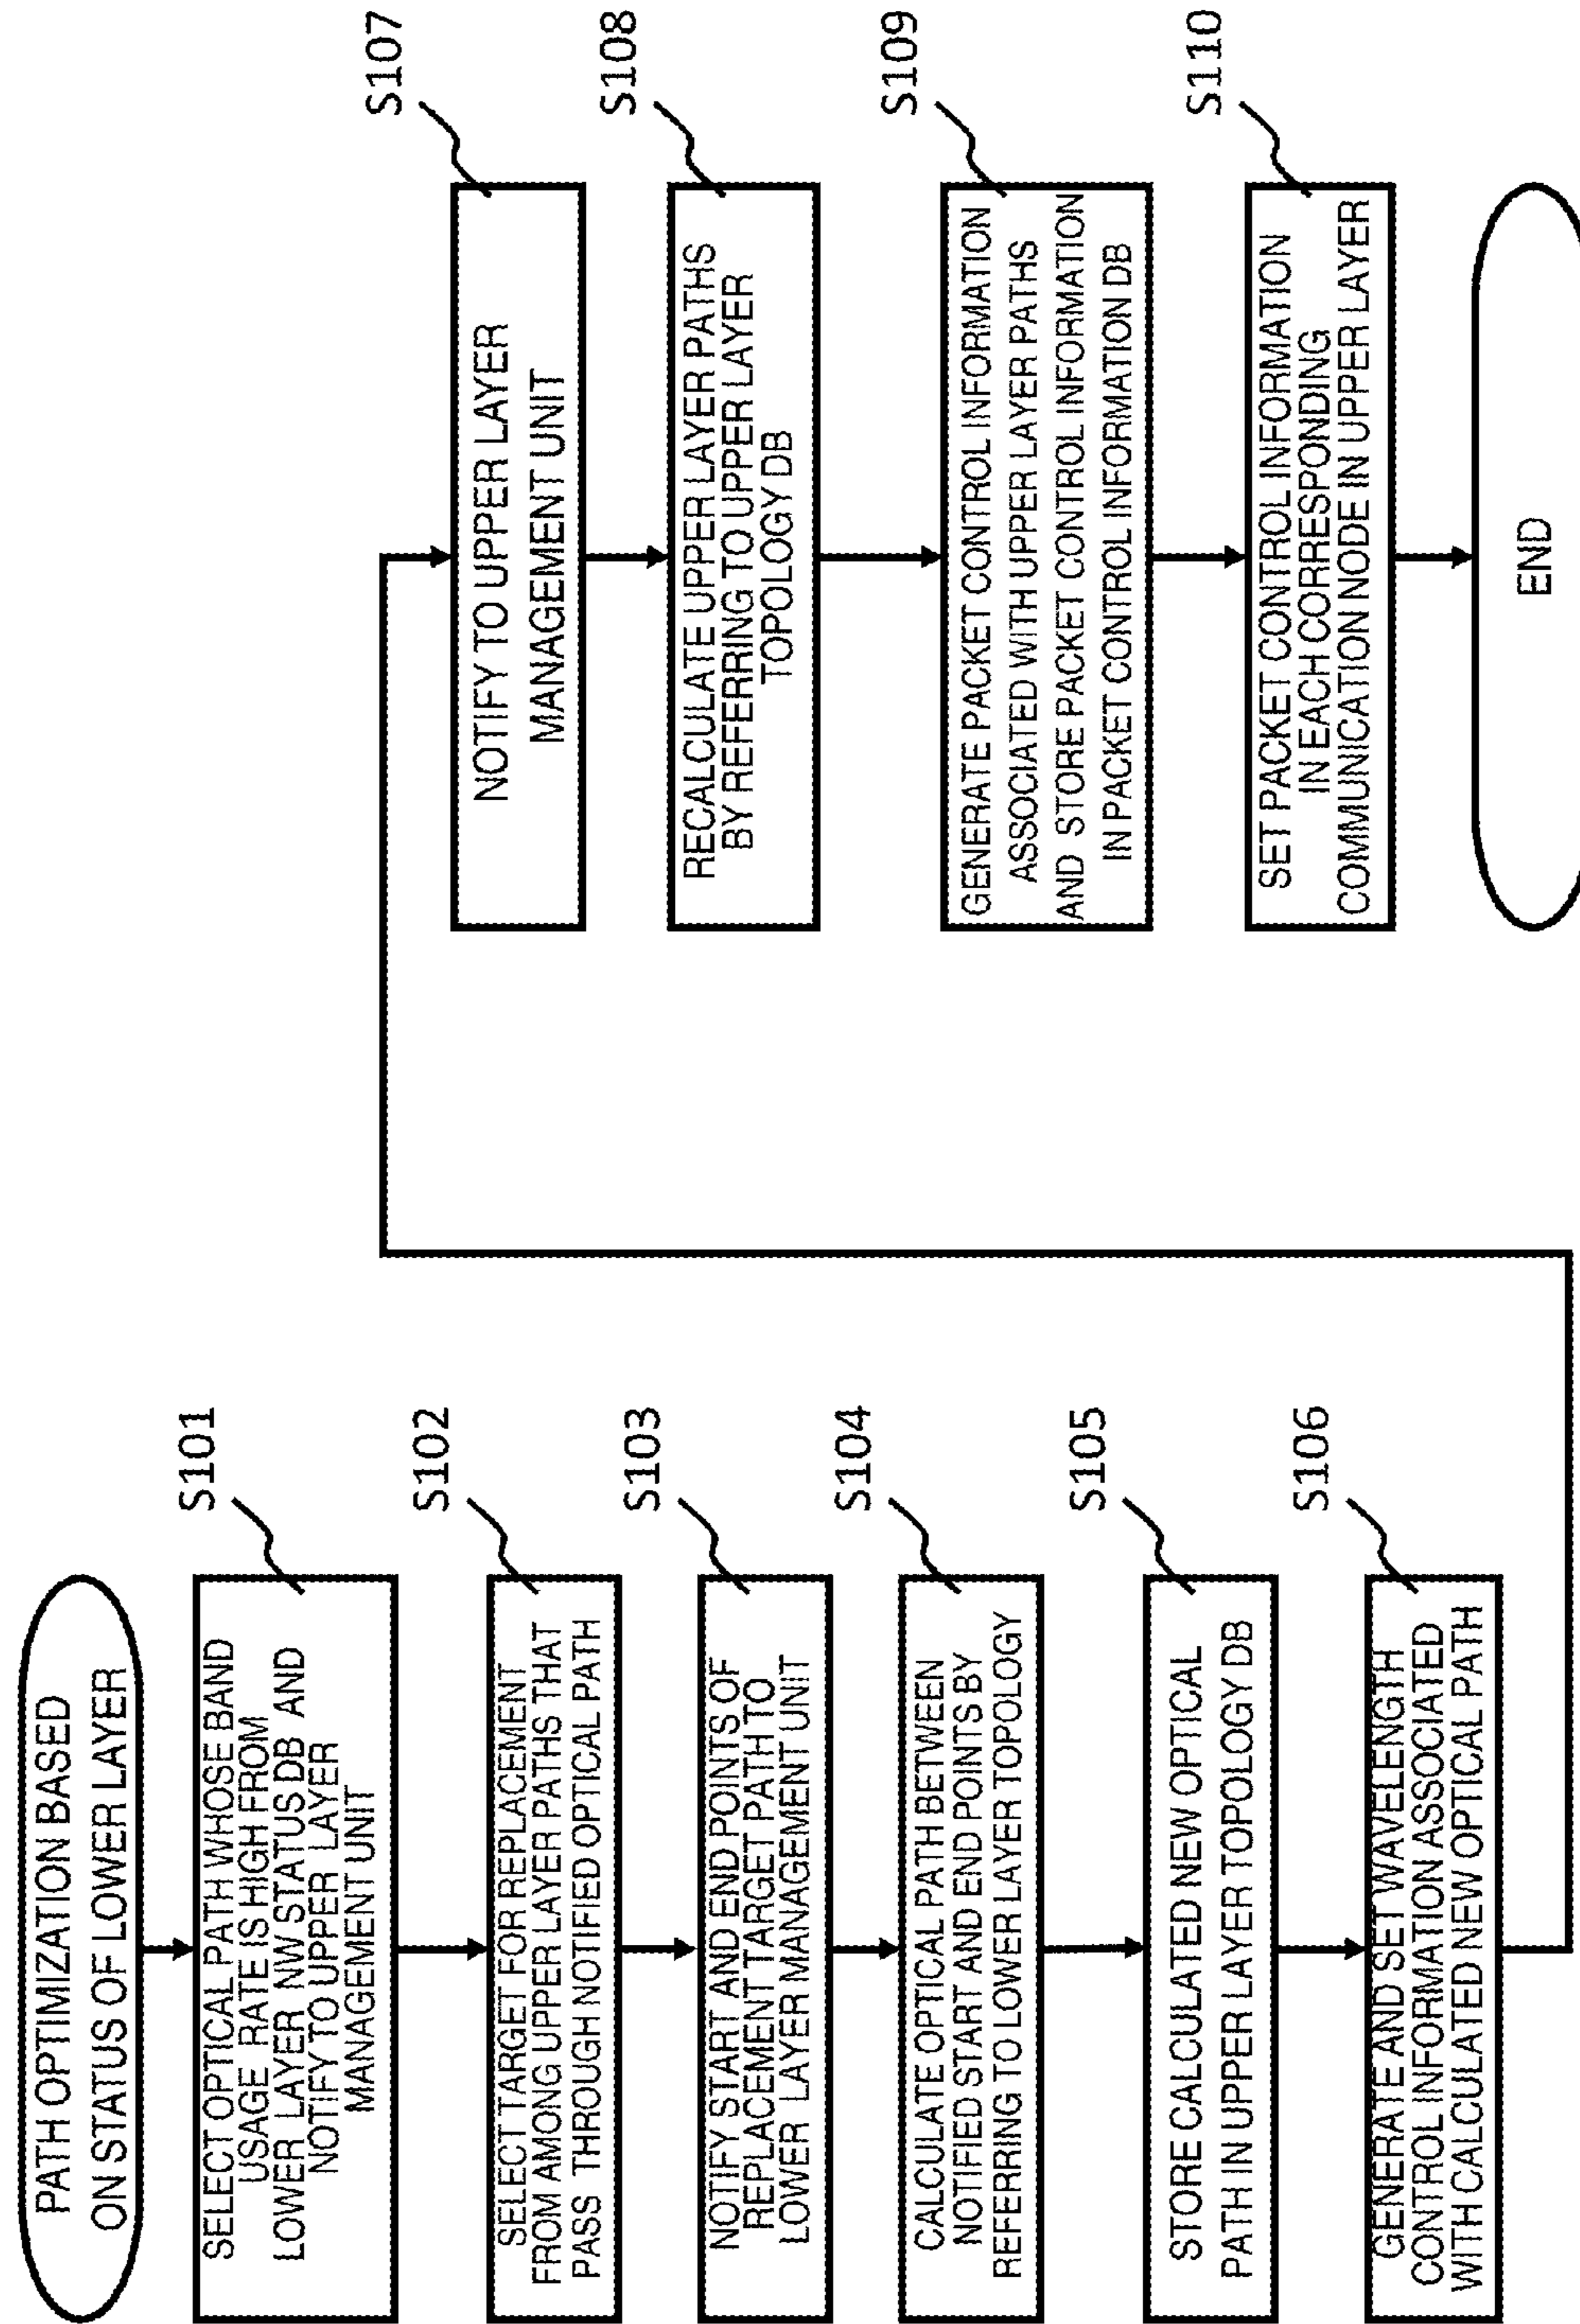 PATH OPTIMIZATION BASED
ON STATUS OF LOWER LAYER
S101
SELECT OPTICAL PATH WHOSE BAND
USAGE RATE IS HIGH FROM
LOWER LAYER NW STATUS DB AND
NOTIFY TO UPPER LAYER
MANAGEMENT UNIT
S102
SELECT TARGET FOR REPLACEMENT
FROM AMONG UPPER LAYER PATHS THAT
PASS THROUGH NOTIFIED OPTICAL PATH
S103
NOTIFY START AND END POINTS OF
REPLACEMENT TARGET PATH TO
LOWER LAYER MANAGEMENT UNIT
S104
CALCULATE OPTICAL PATH BETWEEN
NOTIFIED START AND END POINTS BY
REFERRING TO LOWER LAYER TOPOLOGY
S105
STORE CALCULATED NEW OPTICAL
PATH IN UPPER LAYER TOPOLOGY DB
S106
GENERATE AND SET WAVELENGTH
CONTROL INFORMATION ASSOCIATED
WITH CALCULATED NEW OPTICAL PATH
S107
NOTIFY TO UPPER LAYER
MANAGEMENT UNIT
S108
RECALCULATE UPPER LAYER PATHS
BY REFERRING TO UPPER LAYER
TOPOLOGY DB
S109
GENERATE PACKET CONTROL INFORMATION
ASSOCIATED WITH UPPER LAYER PATHS
AND STORE PACKET CONTROL INFORMATION
IN PACKET CONTROL INFORMATION DB
S110
SET PACKET CONTROL INFORMATION
IN EACH CORRESPONDING
COMMUNICATION NODE IN UPPER LAYER
END